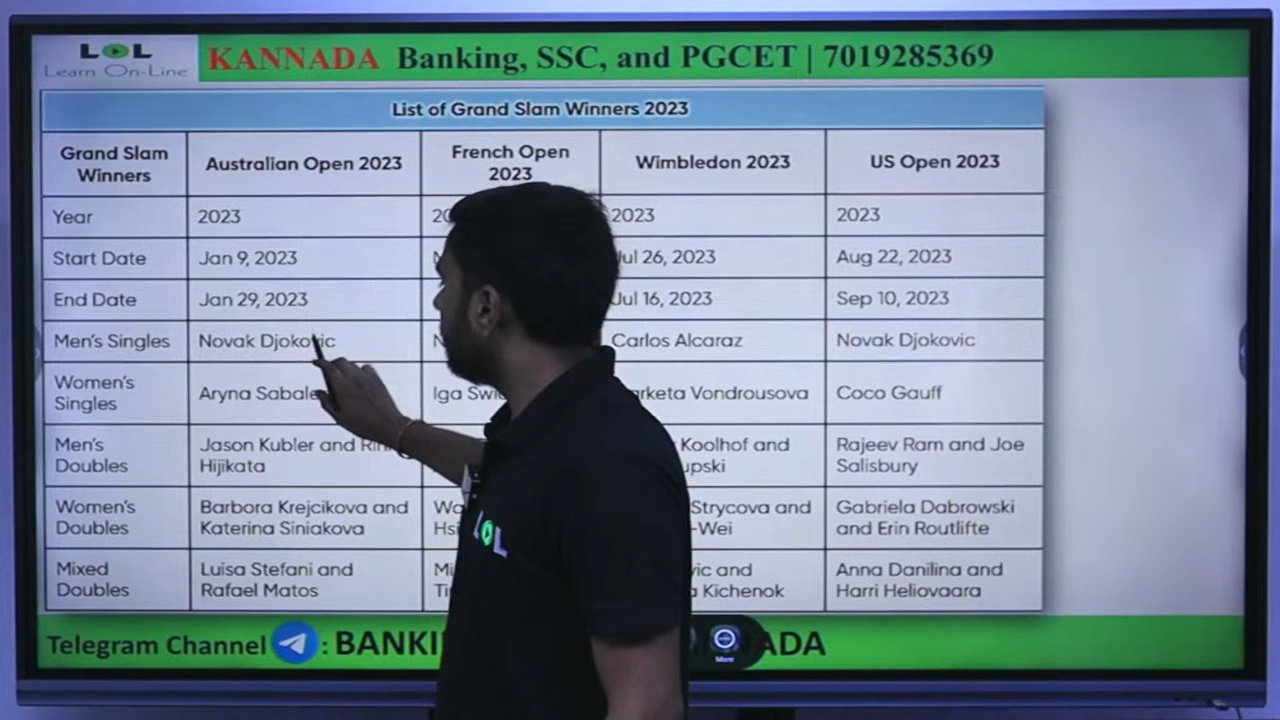 LOL
Learn On-Line
KANNADA Banking, SSC, and PGCET | 7019285369
List of Grand Slam Winners 2023
Grand Slam Winners
Australian Open 2023
French Open 2023
Wimbledon 2023
US Open 2023
Year
2023
2023
2023
Start Date
Jan 9, 2023
Jul 26, 2023
Aug 22, 2023
End Date
Jan 29, 2023
Jul 16, 2023
Sep 10, 2023
Men's Singles
Novak Djokovic
Carlos Alcaraz
Novak Djokovic
Women's Singles
Aryna
Iga
Vondrousova
Coco Gauff
Men's Doubles
Jason Kubler and
Hijikata
Koolhof and
Rajeev Ram and Joe
Salisbury
Women's Doubles
Barbora Krejcikova and
Katerina Siniakova
Strycova and
-Wei
Gabriela Dabrowski
and Erin Routlifte
Mixed Doubles
Luisa Stefani and
Rafael Matos
and
Kichenok
Anna Danilina and
Harri Heliovaara
Telegram Channel :
More
LOL